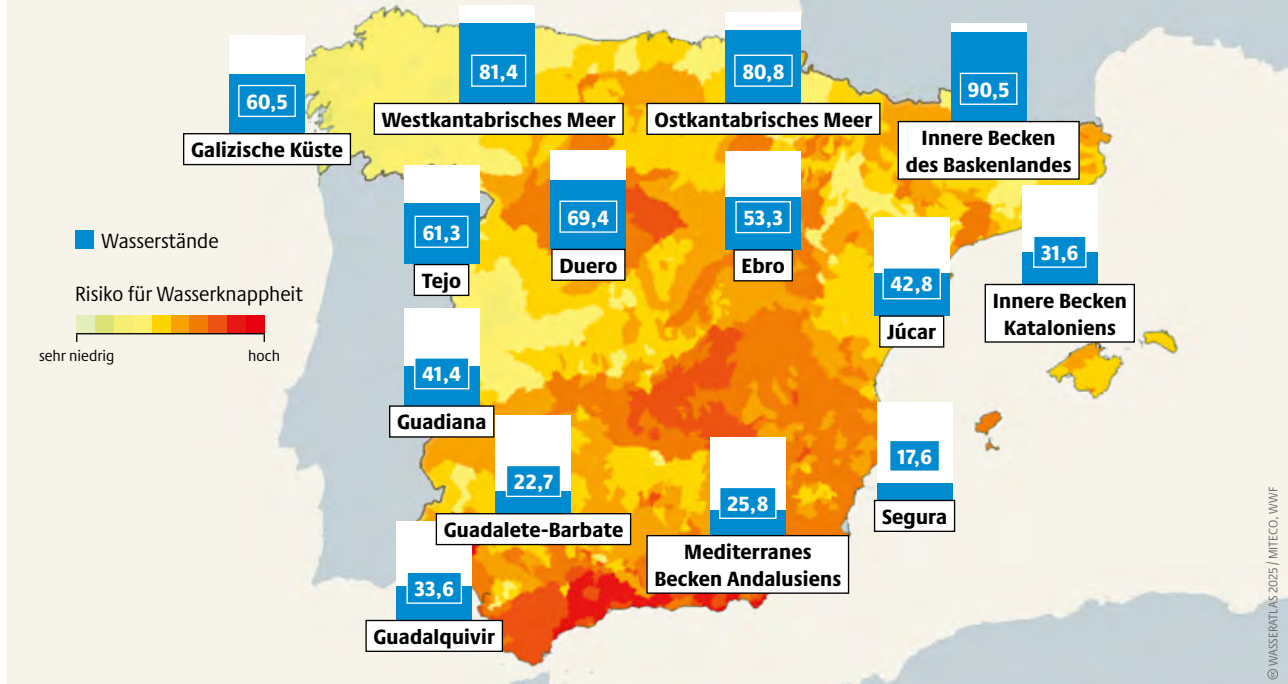 81,4
80,8
90,5
60,5
Westkantabrisches Meer
Ostkantabrisches Meer
Galizische Küste
Innere Becken
des Baskenlandes
61,3
69,4
53,3
Tejo
Duero
Ebro
31,6
Innere Becken
Kataloniens
42,8
Júcar
Wasserstände
Risiko für Wasserknappheit
sehr niedrig
hoch
41,4
Guadiana
17,6
Segura
22,7
Guadalete-Barbate
25,8
Mediterranes
Becken Andalusiens
33,6
Guadalquivir
© WASSERATLAS 2025 / MITECO, WWF